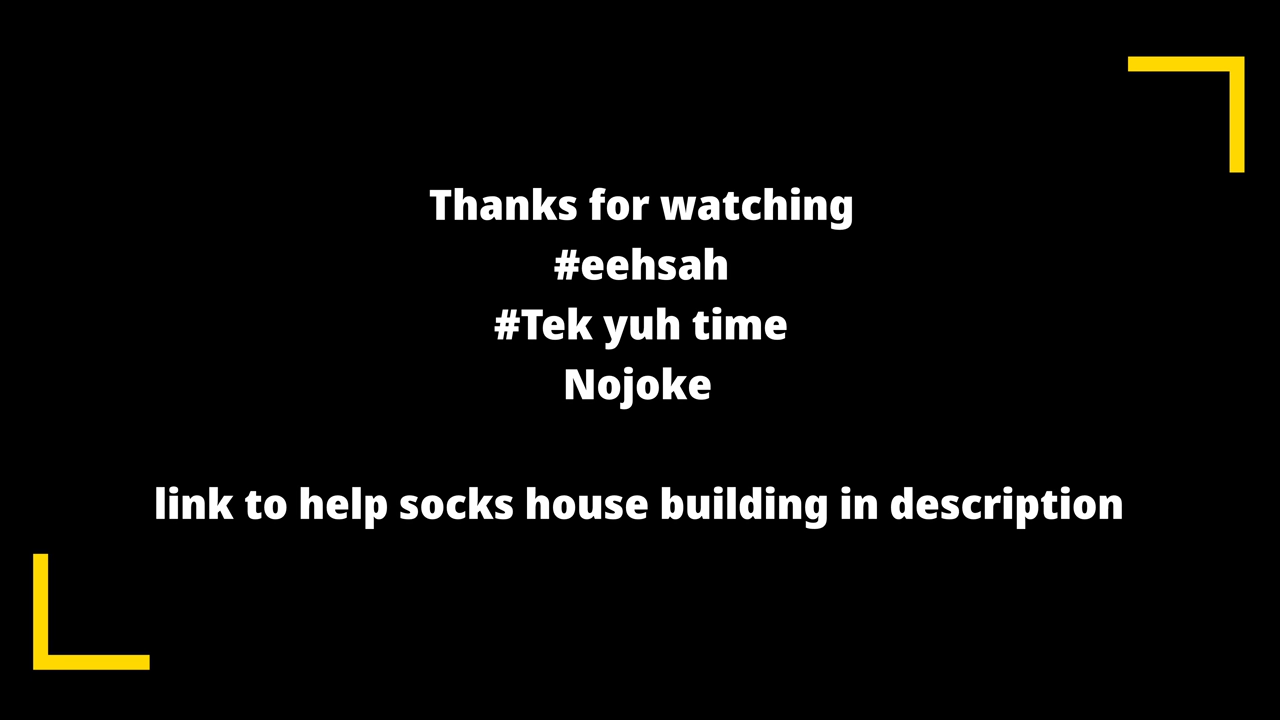 Thanks for watching
#eehsah
#Tek yuh time
Nojoke
link to help socks house building in description